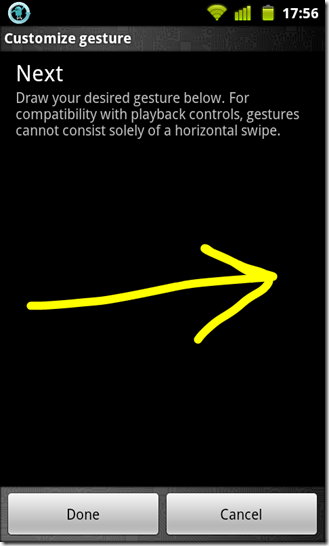 17:56
Customize gesture
Next
Draw your desired gesture below. For
compatibility with playback controls, gestures
cannot consist solely of a horizontal swipe.
Done
Cancel